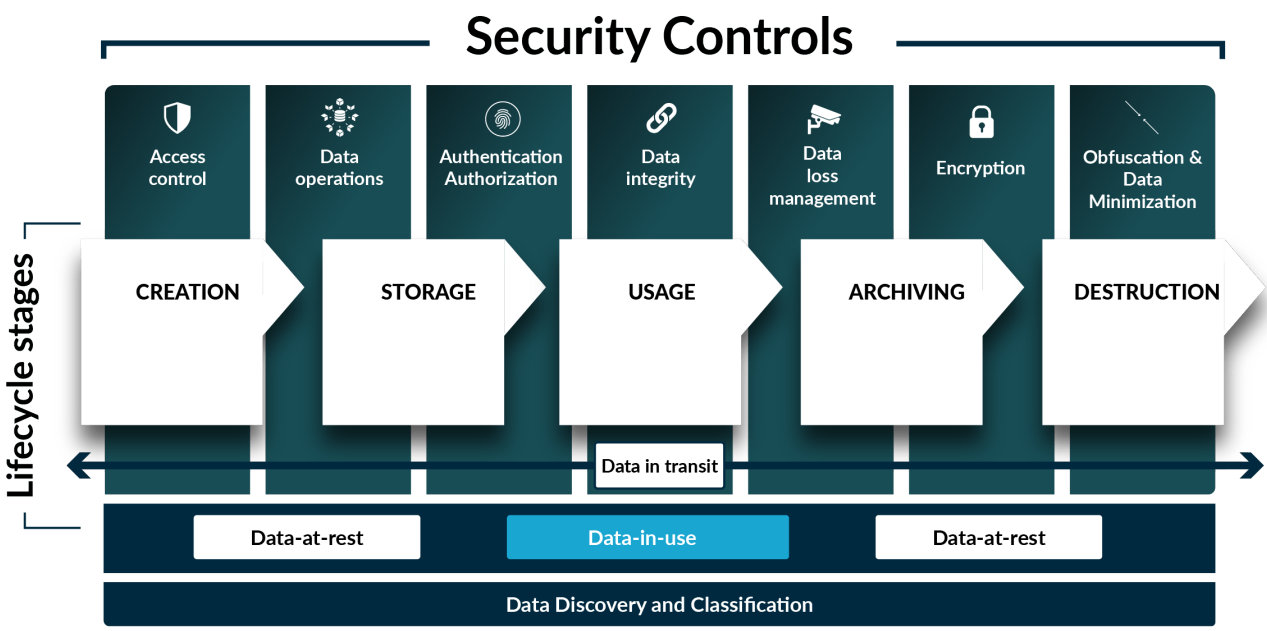 Security Controls
Access
control
Data
operations
Authentication
Authorization
Data
integrity
Data
loss
management
Encryption
Obfuscation &
Data
Minimization
Lifecycle stages
CREATION
STORAGE
USAGE
ARCHIVING
DESTRUCTION
Data in transit
Data-at-rest
Data-in-use
Data-at-rest
Data Discovery and Classification